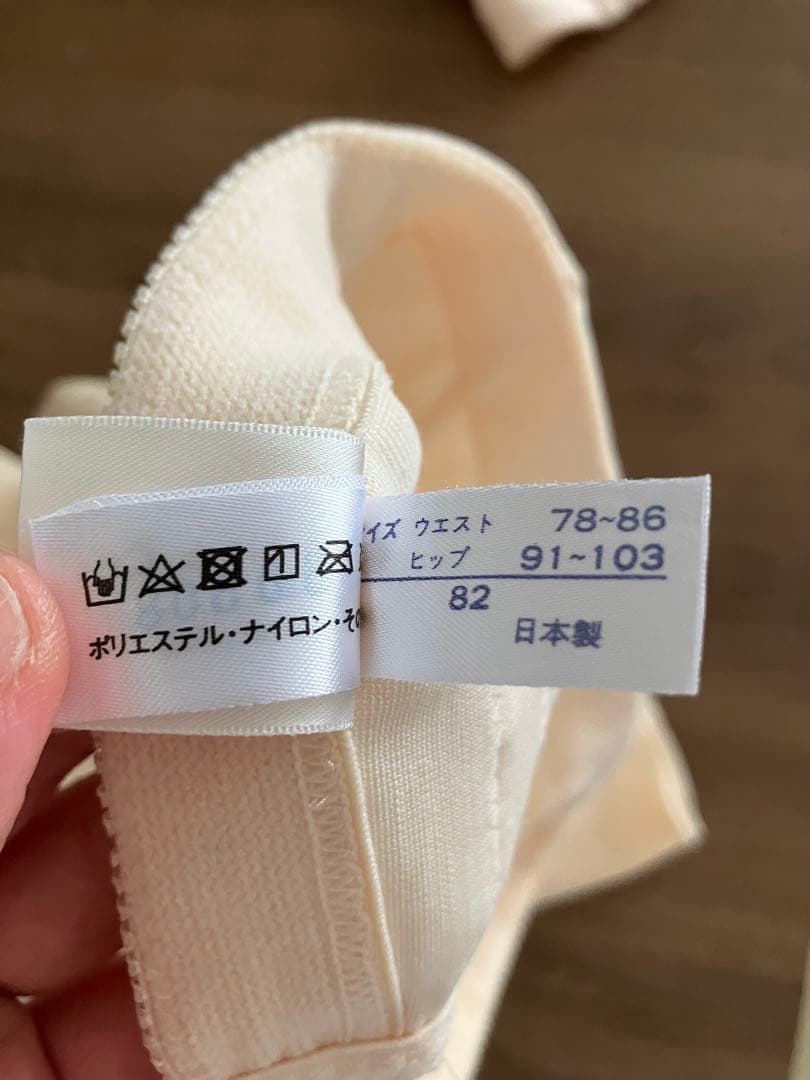 ポリエステル・ナイロン・その
イズ ウエスト 78~86
ヒップ 91~103
82
日本製